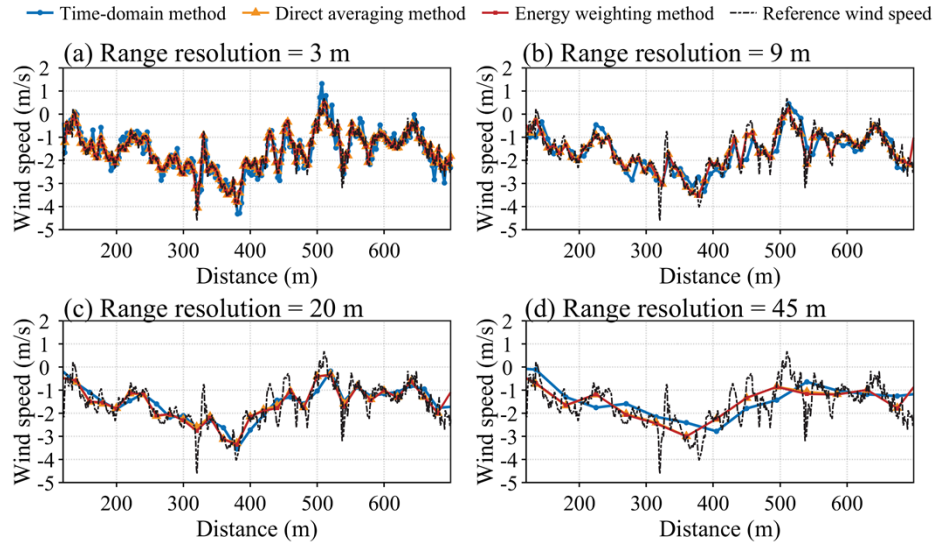 Time-domain method Direct averaging method Energy weighting method Reference wind speed
(a) Range resolution = 3 m
Wind speed (m/s)
2
1
0
-1
-2
-3
-4
-5
200 300 400 500 600
Distance (m)
(b) Range resolution = 9 m
Wind speed (m/s)
2
1
0
-1
-2
-3
-4
-5
200 300 400 500 600
Distance (m)
(c) Range resolution = 20 m
Wind speed (m/s)
2
1
0
-1
-2
-3
-4
-5
200 300 400 500 600
Distance (m)
(d) Range resolution = 45 m
Wind speed (m/s)
2
1
0
-1
-2
-3
-4
-5
200 300 400 500 600
Distance (m)